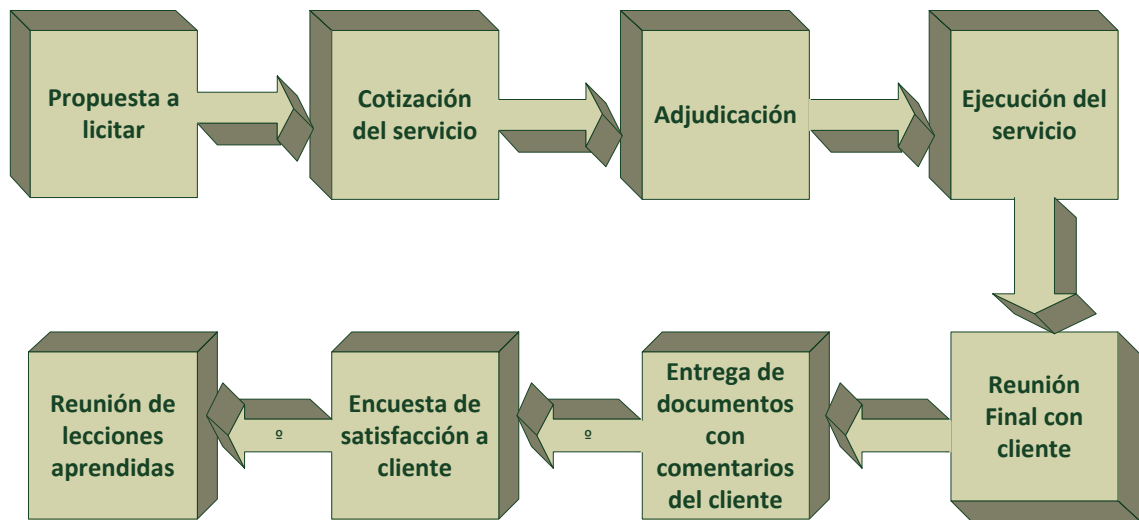 Propuesta a
licitar
Cotización
del servicio
Adjudicación
Ejecución del
servicio
Reunión
Final con
cliente
Entrega de
documentos
con
comentarios
del cliente
º
Encuesta de
satisfacción a
cliente
º
Reunión de
lecciones
aprendidas